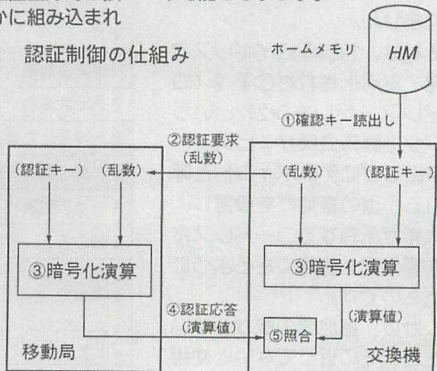 かに組み込まれ
認証制御の仕組み
ホームメモリ
HM
①確認キー読出し
②認証要求
(乱数)
(認証キー)
(乱数)
(乱数)
(認証キー)
③暗号化演算
③暗号化演算
④認証応答
(演算値)
(演算値)
⑤照合
移動局
交換機